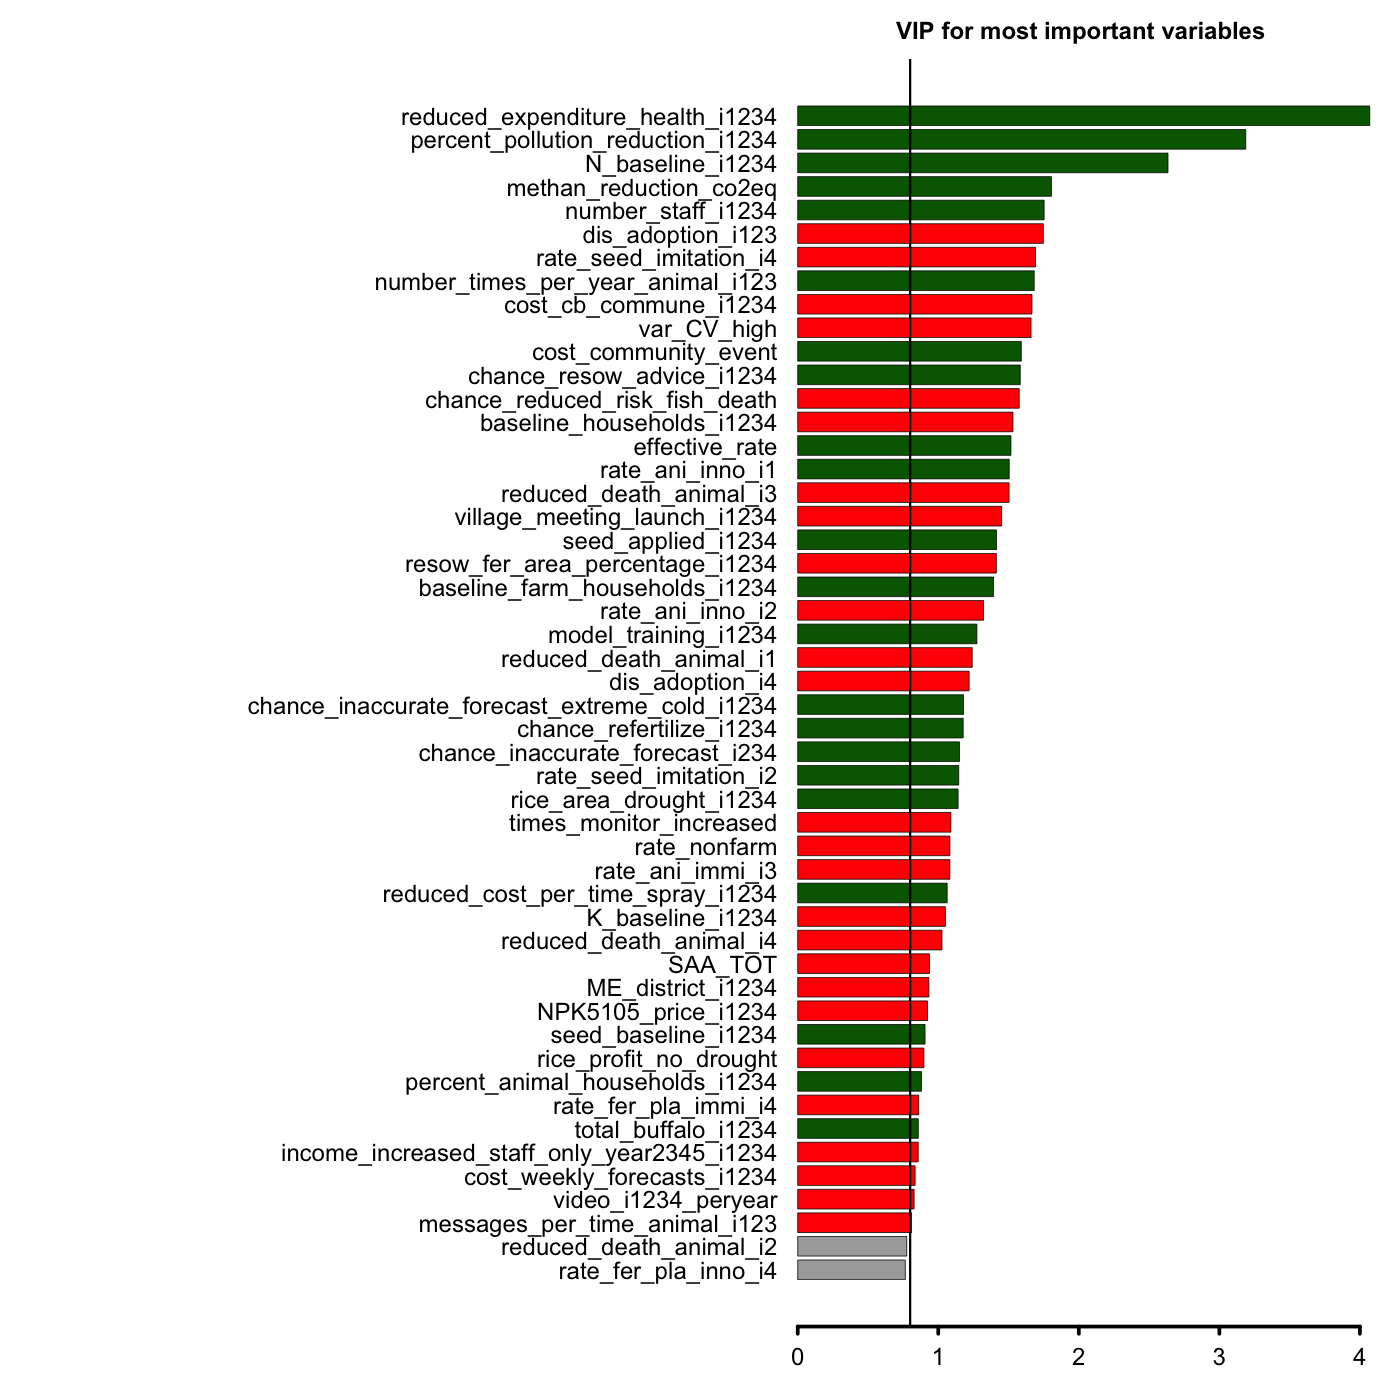 VIP for most important variables
reduced_expenditure_health_i1234
percent_pollution_reduction_i1234
N_baseline_i1234
methan_reduction_co2eq
number_staff_i1234
dis_adoption_i123
rate_seed_imitation_i4
number_times_per_year_animal_i123
cost_cb_commune_i1234
var_CV_high
cost_community_event
chance_resow_advice_i1234
chance_reduced_risk_fish_death
baseline_households_i1234
effective_rate
rate_ani_inno_i1
reduced_death_animal_i3
village_meeting_launch_i1234
seed_applied_i1234
resow_fer_area_percentage_i1234
baseline_farm_households_i1234
rate_ani_inno_i2
model_training_i1234
reduced_death_animal_i1
dis_adoption_i4
chance_inaccurate_forecast_extreme_cold_i1234
chance_refertilize_i1234
chance_inaccurate_forecast_i234
rate_seed_imitation_i2
rice_area_drought_i1234
times_monitor_increased
rate_nonfarm
rate_ani_immi_i3
reduced_cost_per_time_spray_i1234
K_baseline_i1234
reduced_death_animal_i4
SAA_TOT
ME_district_i1234
NPK5105_price_i1234
seed_baseline_i1234
rice_profit_no_drought
percent_animal_households_i1234
rate_fer_pla_immi_i4
total_buffalo_i1234
income_increased_staff_only_year2345_i1234
cost_weekly_forecasts_i1234
video_i1234_peryear
messages_per_time_animal_i123
reduced_death_animal_i2
rate_fer_pla_inno_i4
0 1 2 3 4